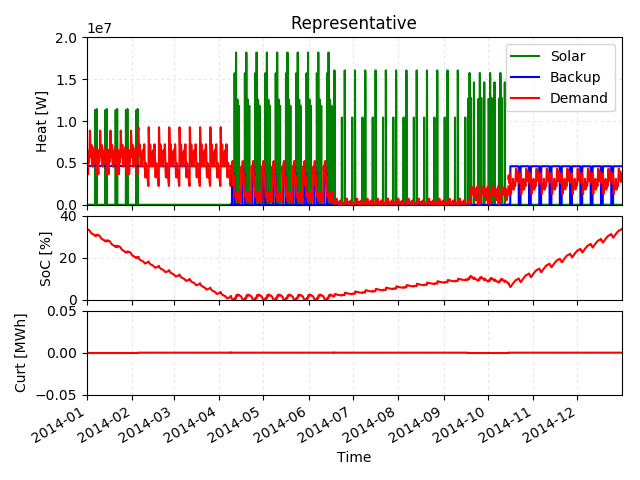 Representative
1e7
2.0
1.5
1.0
0.5
0.0
Heat [W]
Solar
Backup
Demand
40
20
0
SoC [%]
0.05
0.00
−0.05
Curt [MWh]
2014-01
2014-02
2014-03
2014-04
2014-05
2014-06
2014-07
2014-08
2014-09
2014-10
2014-11
2014-12
Time